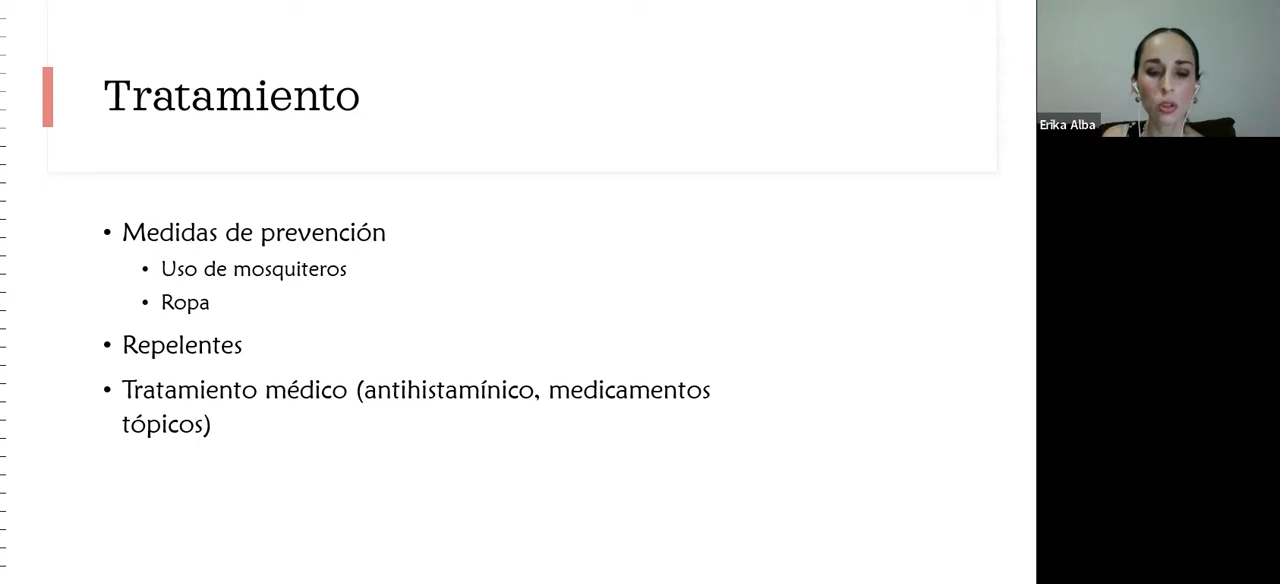 Tratamiento
• Medidas de prevención
• Uso de mosquiteros
• Ropa
• Repelentes
• Tratamiento médico (antihistamínico, medicamentos
tópicos)
Erika Alba